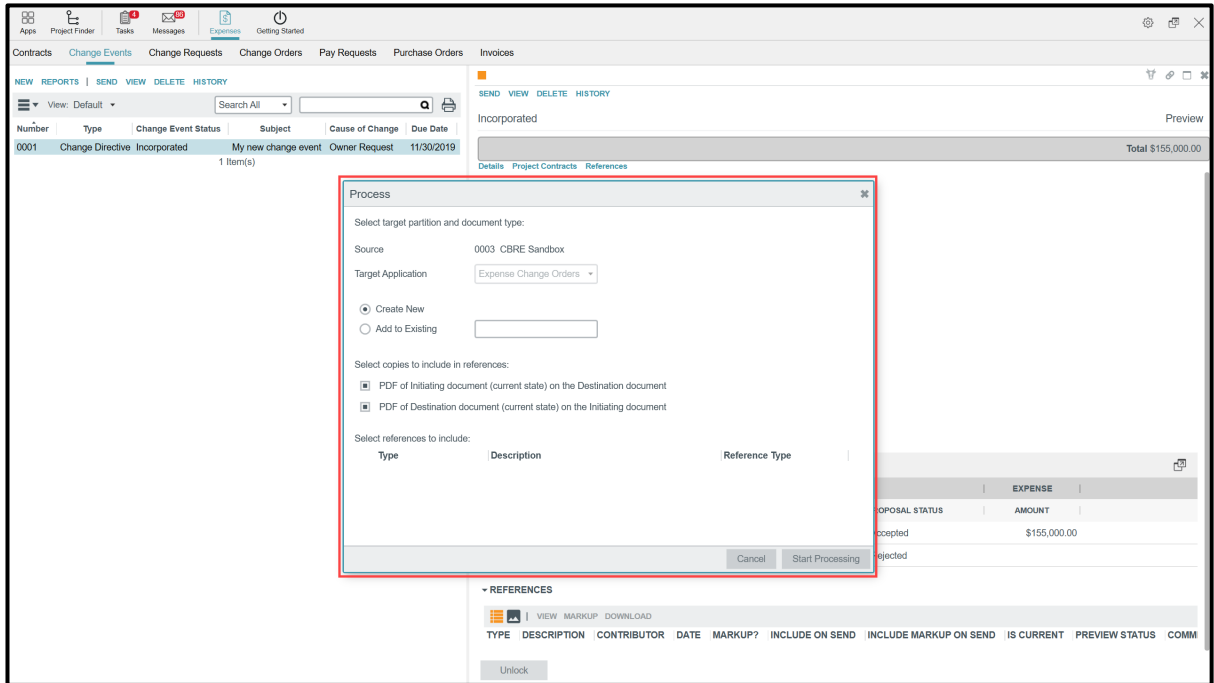 4 86 $
Apps Project Finder Tasks Messages Expenses Getting Started
Contracts Change Events Change Requests Change Orders Pay Requests Purchase Orders Invoices
NEW REPORTS | SEND VIEW DELETE HISTORY
View: Default Search All
Number Type Change Event Status Subject Cause of Change Due Date
0001 Change Directive Incorporated My new change event Owner Request 11/30/2019
1 Item(s)
SEND VIEW DELETE HISTORY
Incorporated Preview
Total $155,000.00
Details Project Contracts References
Process
Select target partition and document type:
Source 0003 CBRE Sandbox
Target Application Expense Change Orders
Create New
Add to Existing
Select copies to include in references:
PDF of Initiating document (current state) on the Destination document
PDF of Destination document (current state) on the Initiating document
Select references to include:
Type Description Reference Type
Cancel Start Processing
EXPENSE
OPOSAL STATUS AMOUNT
ccepted $155,000.00
ejected
REFERENCES
| VIEW MARKUP DOWNLOAD
TYPE DESCRIPTION CONTRIBUTOR DATE MARKUP? INCLUDE ON SEND INCLUDE MARKUP ON SEND IS CURRENT PREVIEW STATUS COMM
Unlock